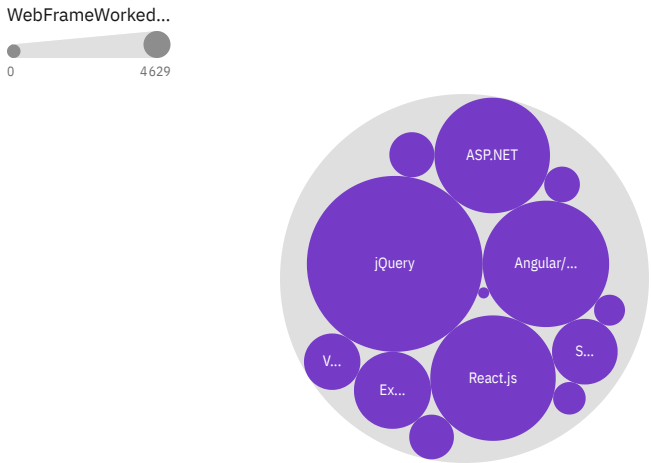 WebFrameWorked...
0 4629
ASP.NET
jQuery
Angular/...
V...
Ex...
React.js
S...